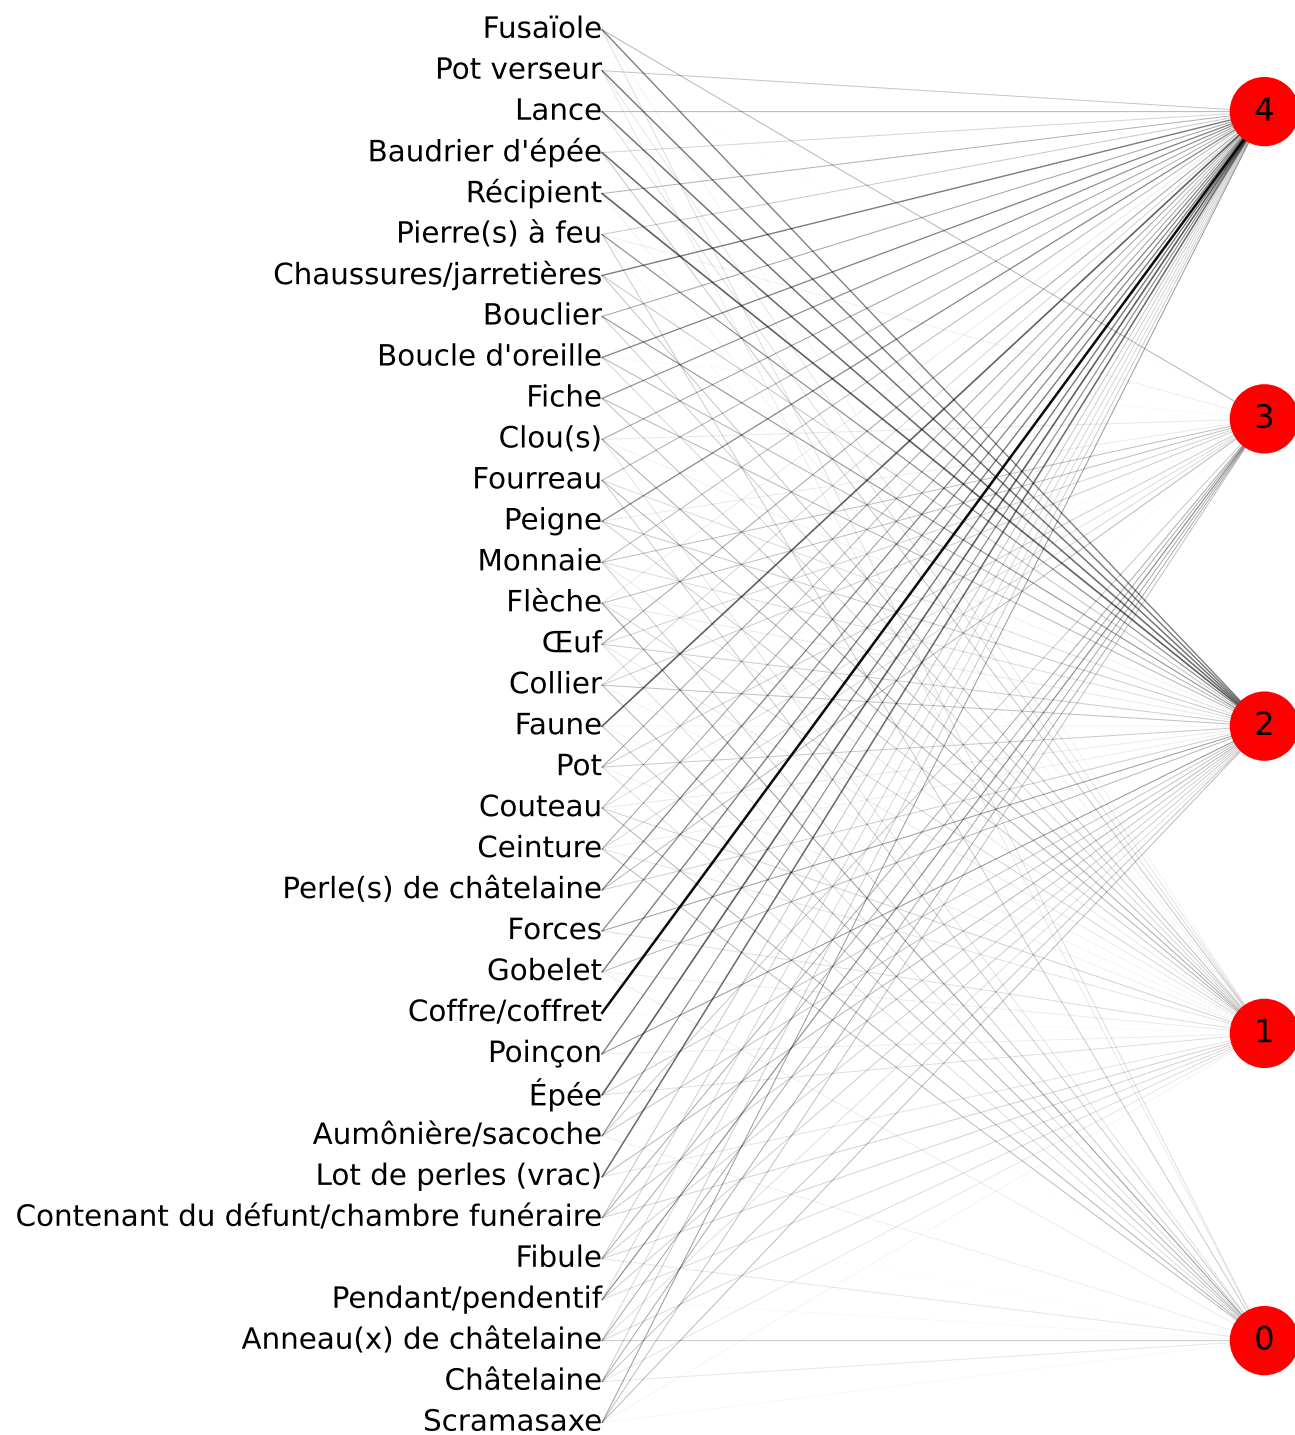 Fusaïole
Pot verseur
Lance
Baudrier d'épée
Récipient
Pierre(s) à feu
Chaussures/jarretières
Bouclier
Boucle d'oreille
Fiche
Clou(s)
Fourreau
Peigne
Monnaie
Flèche
Œuf
Collier
Faune
Pot
Couteau
Ceinture
Perle(s) de châtelaine
Forces
Gobelet
Coffre/coffret
Poinçon
Épée
Aumônière/sacoche
Lot de perles (vrac)
Contenant du défunt/chambre funéraire
Fibule
Pendant/pendentif
Anneau(x) de châtelaine
Châtelaine
Scramasaxe
4
3
2
1
0